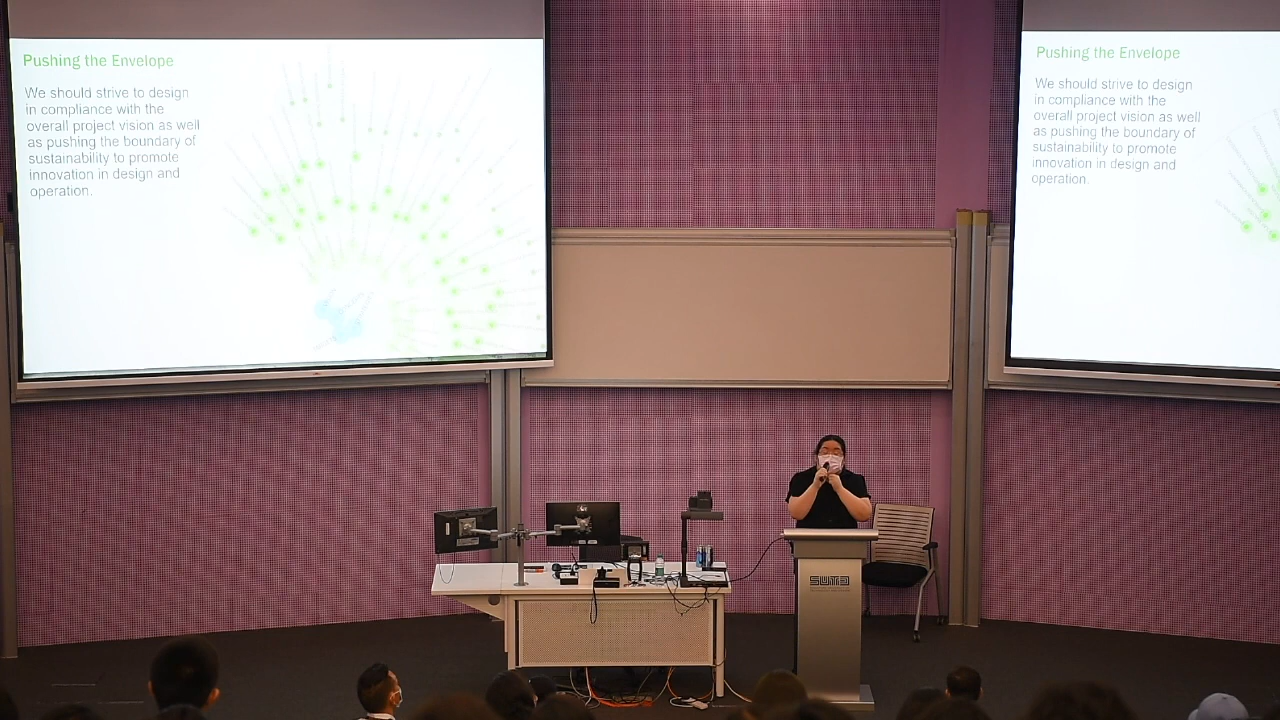 Pushing the Envelope
We should strive to design
in compliance with the
overall project vision as well
as pushing the boundary of
sustainability to promote
innovation in design and
operation.
Pushing the Envelope
We should strive to design
in compliance with the
overall project vision as well
as pushing the boundary of
sustainability to promote
innovation in design and
operation.
SUTD